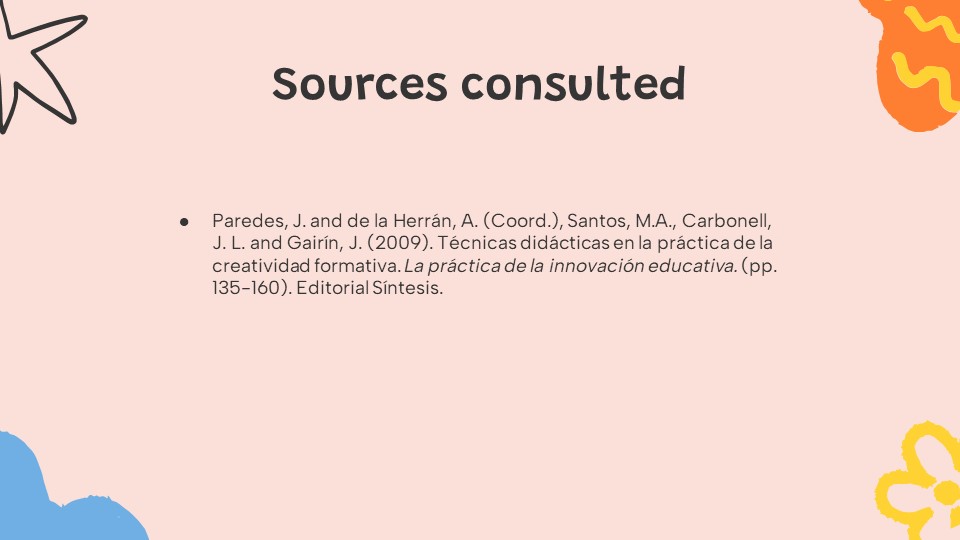 Sources consulted
● Paredes, J. and de la Herrán, A. (Coord.), Santos, M.A., Carbonell,
J. L. and Gairín, J. (2009). Técnicas didácticas en la práctica de la
creatividad formativa. La práctica de la innovación educativa. (pp.
135-160). Editorial Síntesis.